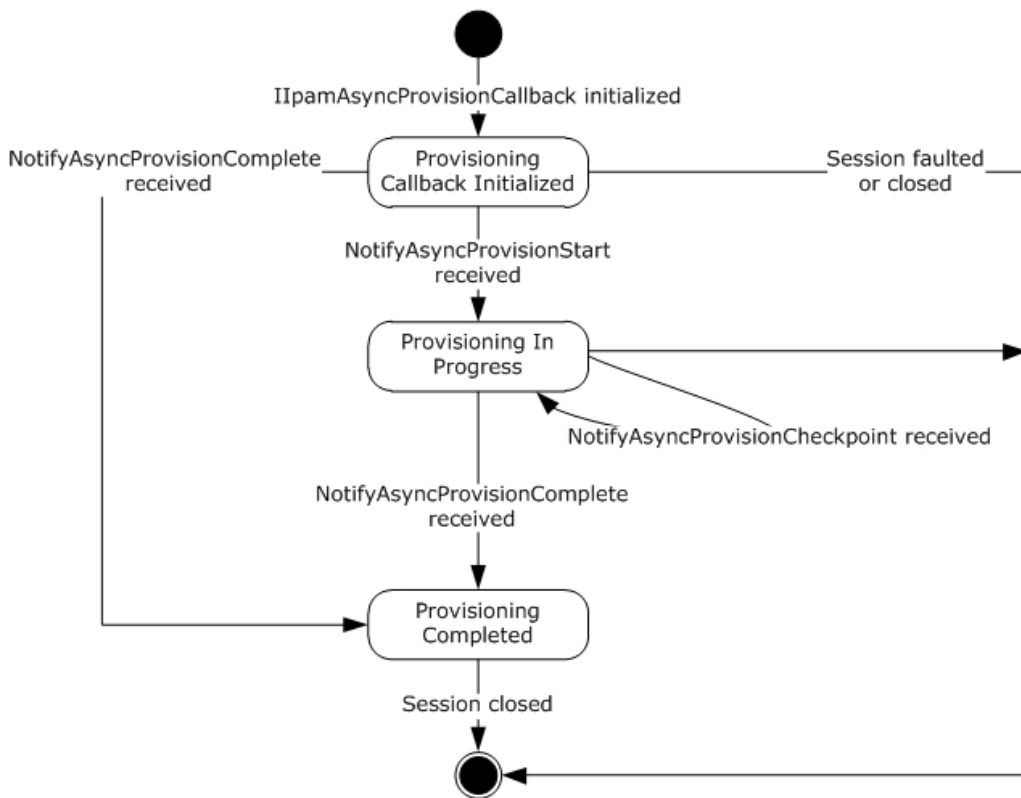 IIpamAsyncProvisionCallback initialized
NotifyAsyncProvisionComplete
received
Provisioning
Callback Initialized
Session faulted
or closed
NotifyAsyncProvisionStart
received
Provisioning In
Progress
NotifyAsyncProvisionCheckpoint received
NotifyAsyncProvisionComplete
received
Provisioning
Completed
Session closed